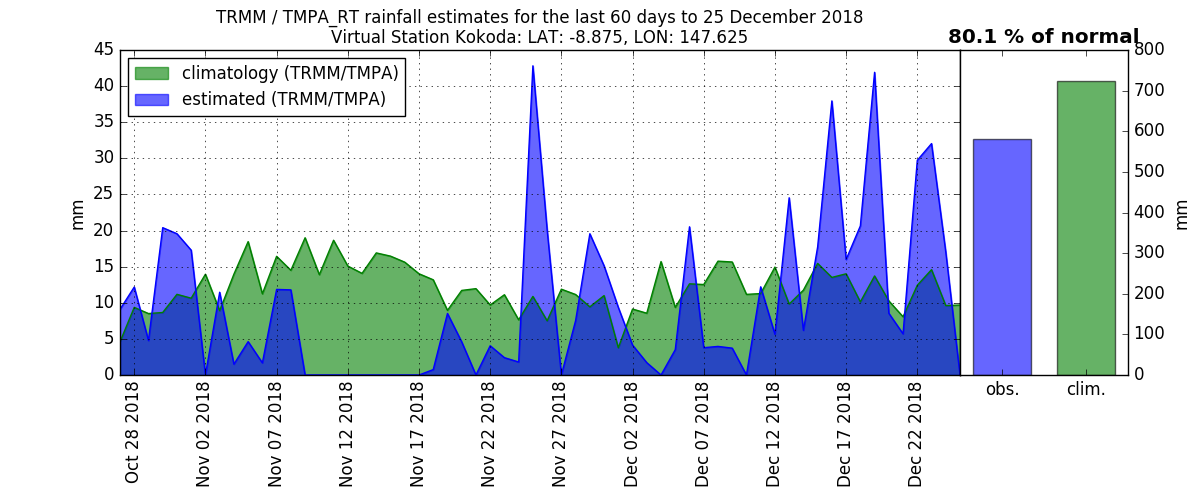 TRMM / TMPA_RT rainfall estimates for the last 60 days to 25 December 2018
Virtual Station Kokoda: LAT: -8.875, LON: 147.625
80.1 % of normal
climatology (TRMM/TMPA)
estimated (TRMM/TMPA)
mm
45
40
35
30
25
20
15
10
5
0
Oct 28 2018
Nov 02 2018
Nov 07 2018
Nov 12 2018
Nov 17 2018
Nov 22 2018
Nov 27 2018
Dec 02 2018
Dec 07 2018
Dec 12 2018
Dec 17 2018
Dec 22 2018
obs.
clim.
800
700
600
500
400
300
200
100
0
mm